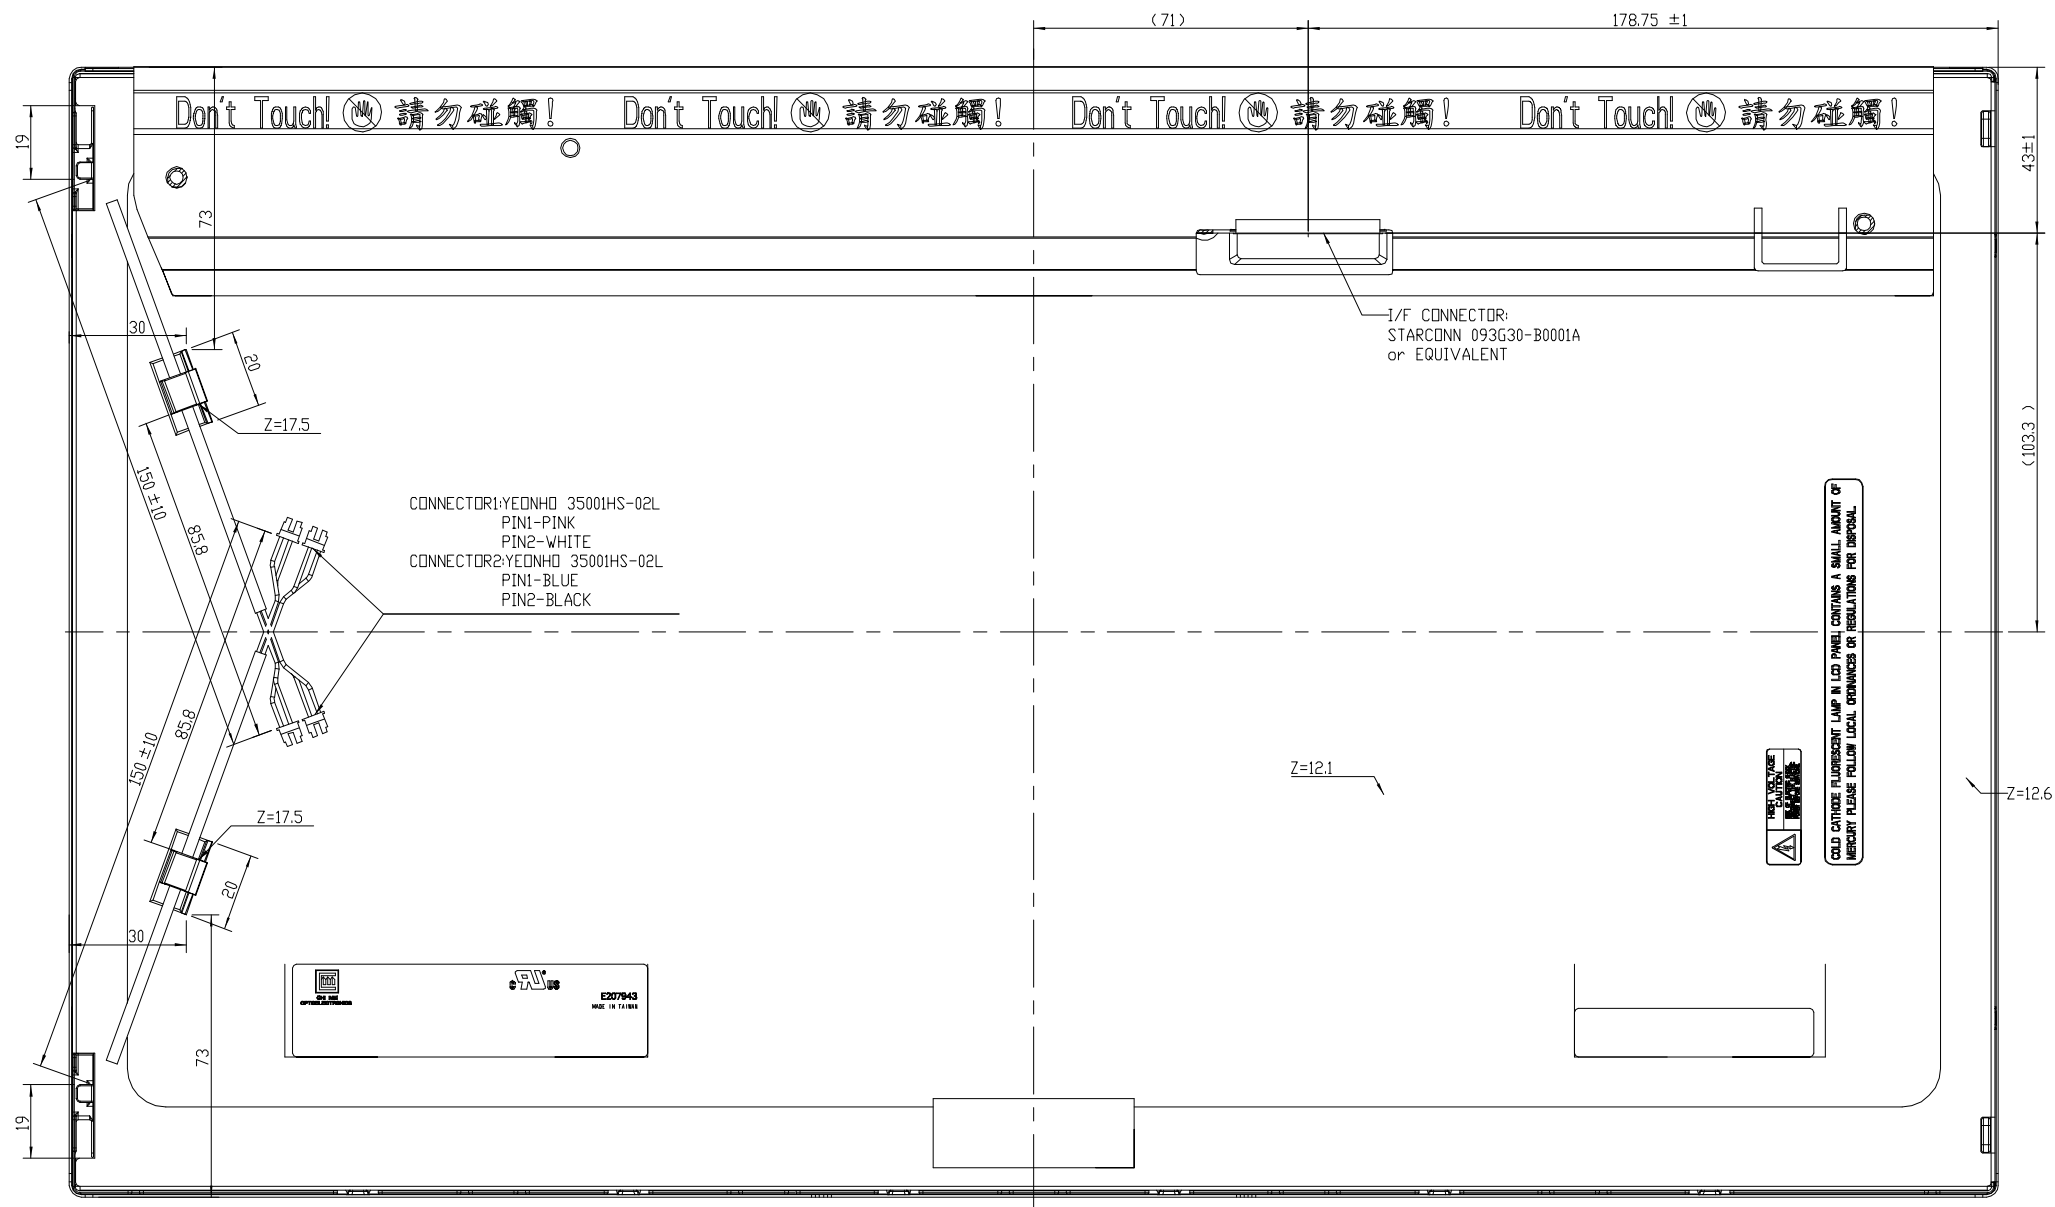 (71)
178.75 ±1
Don't Touch! 請勿碰觸! Don't Touch! 請勿碰觸! Don't Touch! 請勿碰觸! Don't Touch! 請勿碰觸!
19
73
43±1
30
20
Z=17.5
I/F CONNECTOR:
STARCONN 093G30-B0001A
or EQUIVALENT
(103.3 )
150 ±10
85.8
CONNECTOR1:YEONHO 35001HS-02L
PIN1-PINK
PIN2-WHITE
CONNECTOR2:YEONHO 35001HS-02L
PIN1-BLUE
PIN2-BLACK
COLD CATHODE FLUORESCENT LAMP IN LCD PANEL CONTAINS A SMALL AMOUNT OF
MERCURY PLEASE FOLLOW LOCAL ORDINANCES OR REGULATIONS FOR DISPOSAL.
85.8
150 ±10
Z=12.1
HIGH VOLTAGE
CAUTION
Z=12.6
Z=17.5
20
30
CHI MEI
OPTOELECTRONICS
c RU US
E207943
MADE IN TAIWAN
73
19